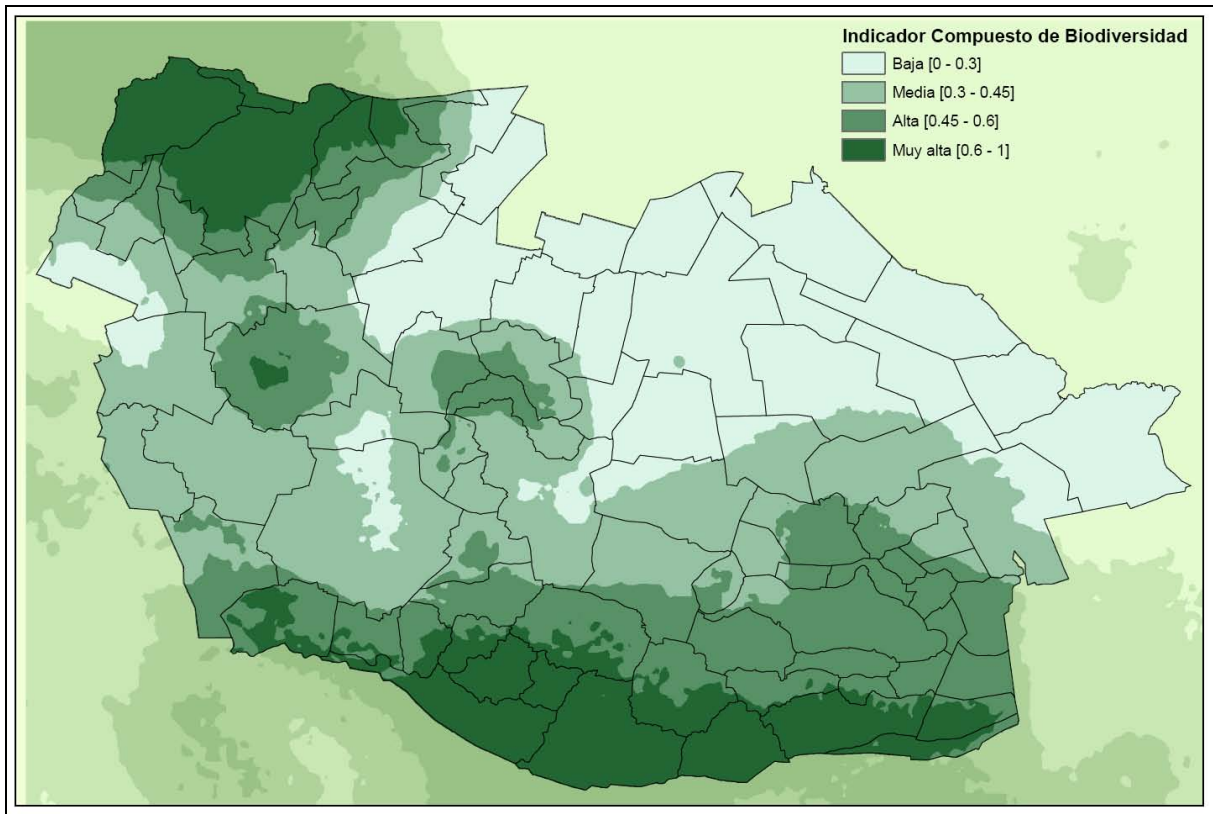 Indicador Compuesto de Biodiversidad
Baja [0 - 0.3]
Media [0.3 - 0.45]
Alta [0.45 - 0.6]
Muy alta [0.6 - 1]